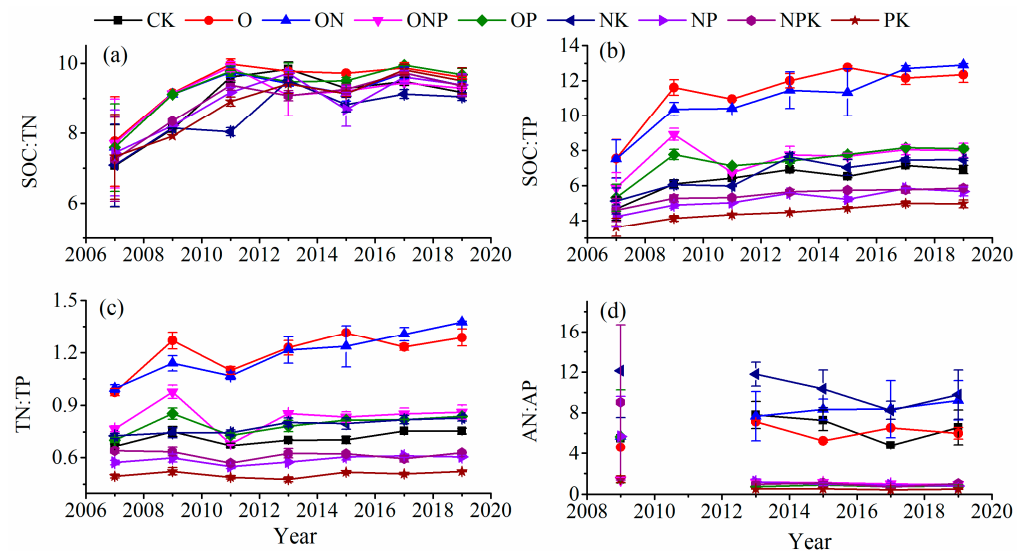 CK O ON ONP OP NK NP NPK PK
(a)
SOC:TN
10
8
6
2006 2008 2010 2012 2014 2016 2018 2020
(b)
SOC:TP
14
12
10
8
6
4
2006 2008 2010 2012 2014 2016 2018 2020
(c)
TN:TP
1.5
1.2
0.9
0.6
2006 2008 2010 2012 2014 2016 2018 2020
Year
(d)
AN:AP
16
12
8
4
0
2008 2010 2012 2014 2016 2018 2020
Year